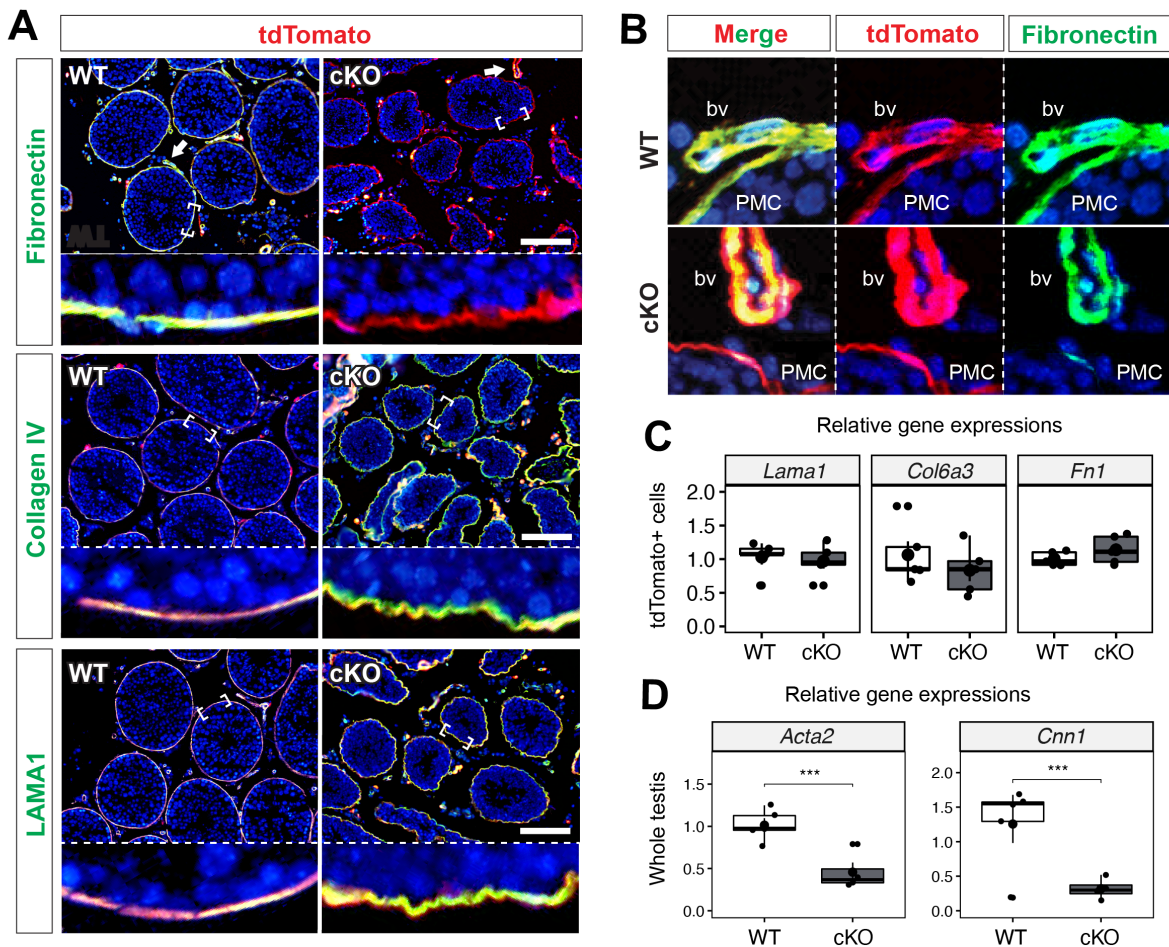 A
tdTomato
Fibronectin
WT
cKO
Collagen IV
WT
cKO
LAMA1
WT
cKO
B
Merge
tdTomato
Fibronectin
WT
bv
bv
bv
PMC
PMC
PMC
cKO
bv
bv
bv
PMC
PMC
PMC
C
Relative gene expressions
Lama1
Col6a3
Fn1
tdTomato+ cells
2.0
1.5
1.0
0.5
0.0
WT
cKO
WT
cKO
WT
cKO
D
Relative gene expressions
Acta2
Cnn1
Whole testis
***
***
1.5
1.0
0.5
0.0
2.0
1.5
1.0
0.5
0.0
WT
cKO
WT
cKO